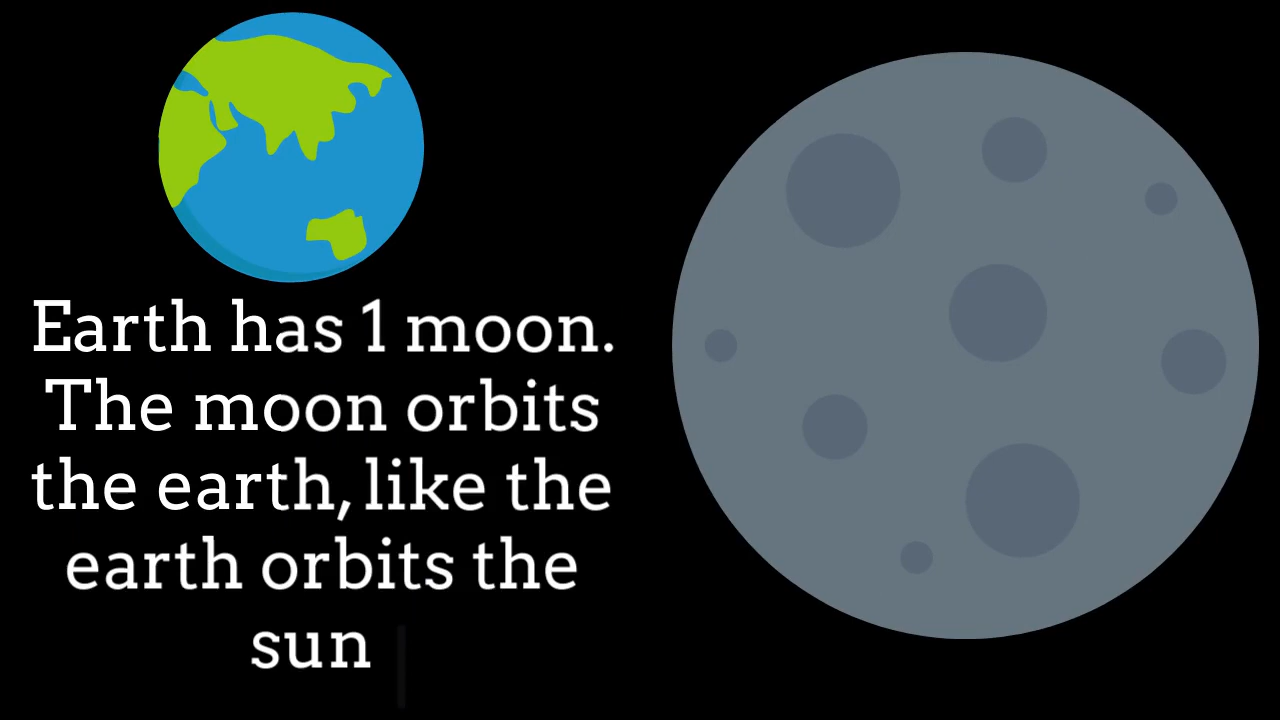 Earth has 1 moon.
The moon orbits
the earth, like the
earth orbits the
sun